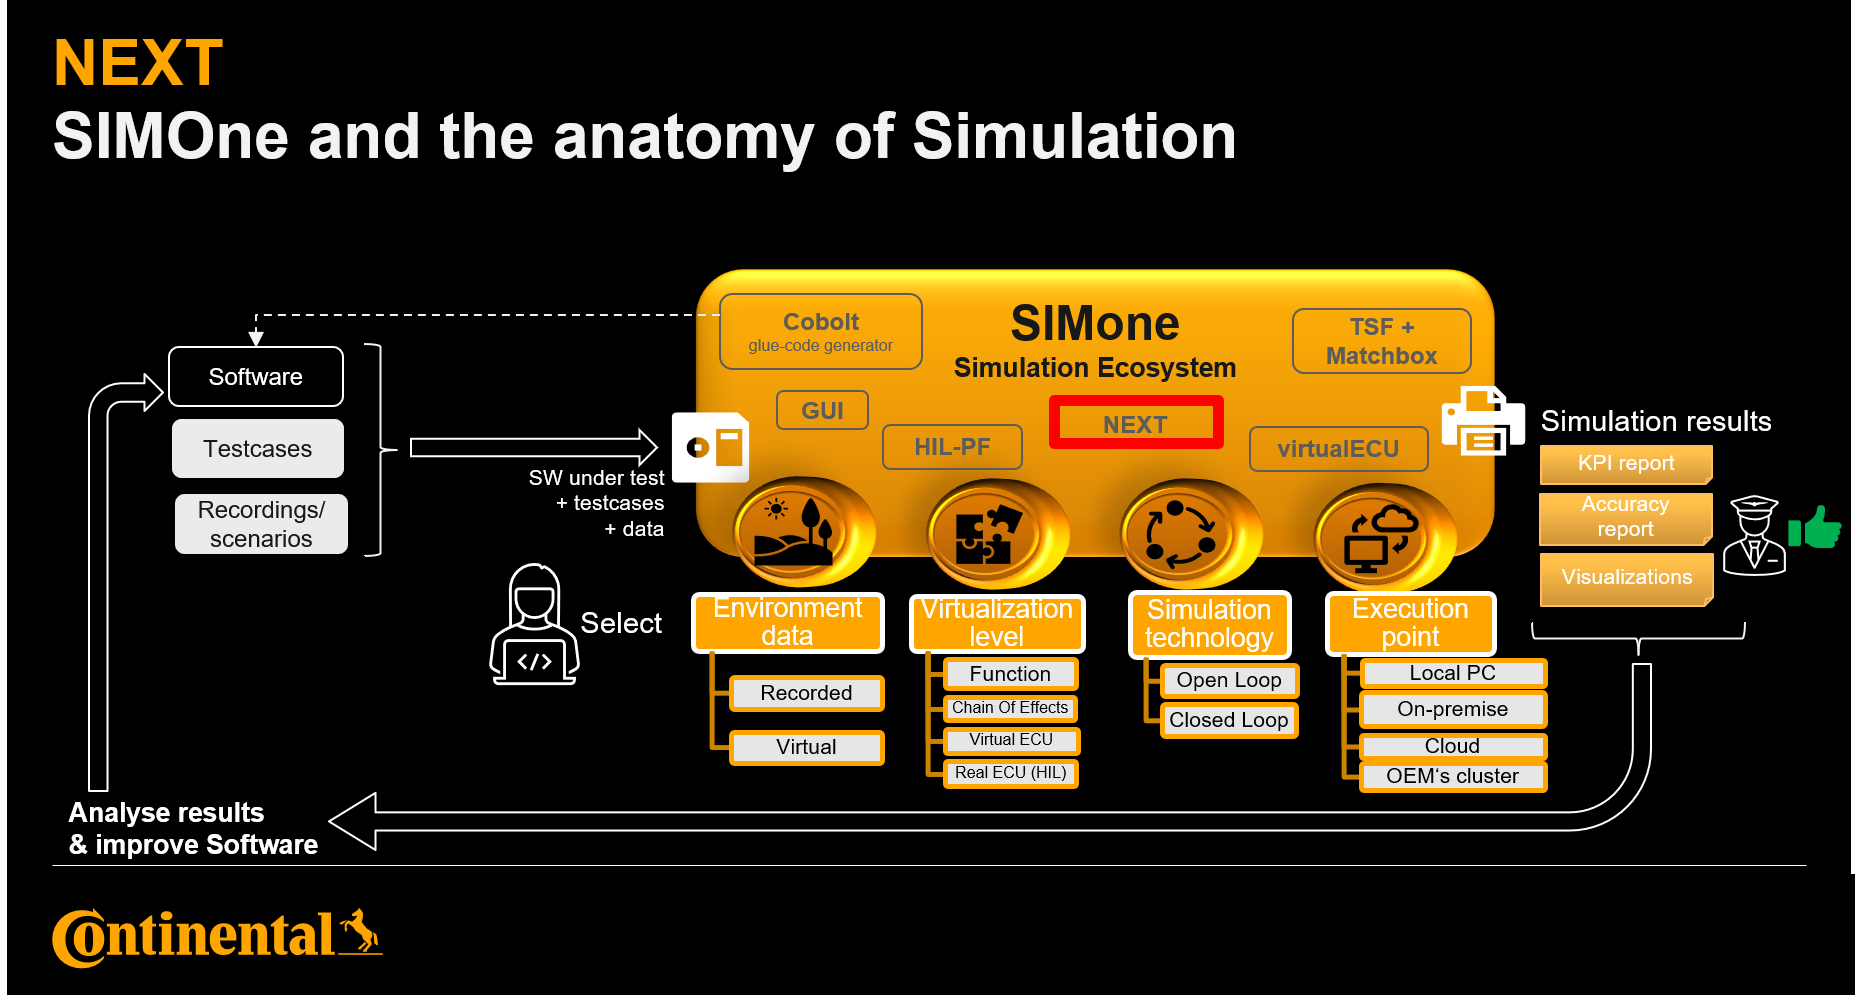 NEXT
SIMOne and the anatomy of Simulation
Cobolt
glue-code generator
SIMone
Simulation Ecosystem
TSF +
Matchbox
GUI
HIL-PF
NEXT
virtualECU
Software
Testcases
Recordings/
scenarios
SW under test
+ testcases
+ data
Select
</>
Environment
data
Recorded
Virtual
Virtualization
level
Function
Chain Of Effects
Virtual ECU
Real ECU (HIL)
Simulation
technology
Open Loop
Closed Loop
Execution
point
Local PC
On-premise
Cloud
OEM‘s cluster
Simulation results
KPI report
Accuracy
report
Visualizations
Analyse results
& improve Software
Continental